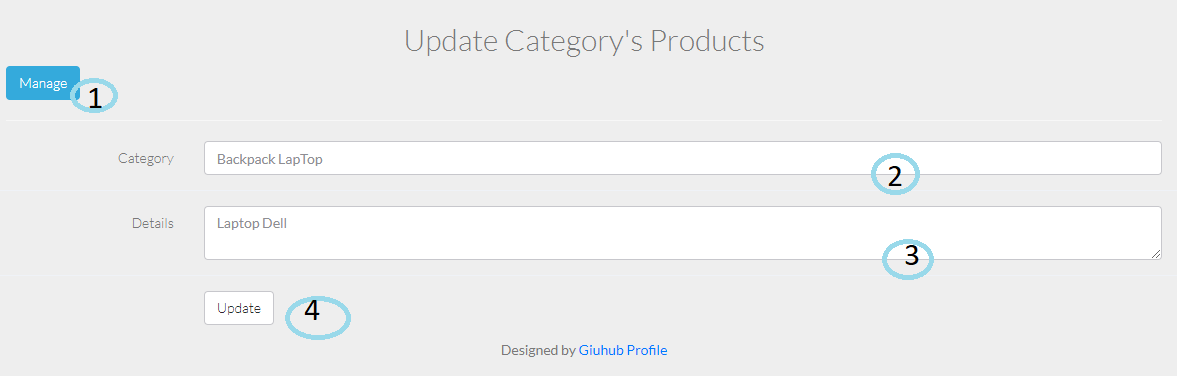 Update Category's Products
Manage
1
Category
Backpack LapTop
2
Details
Laptop Dell
3
Update
4
Designed by Giuhub Profile